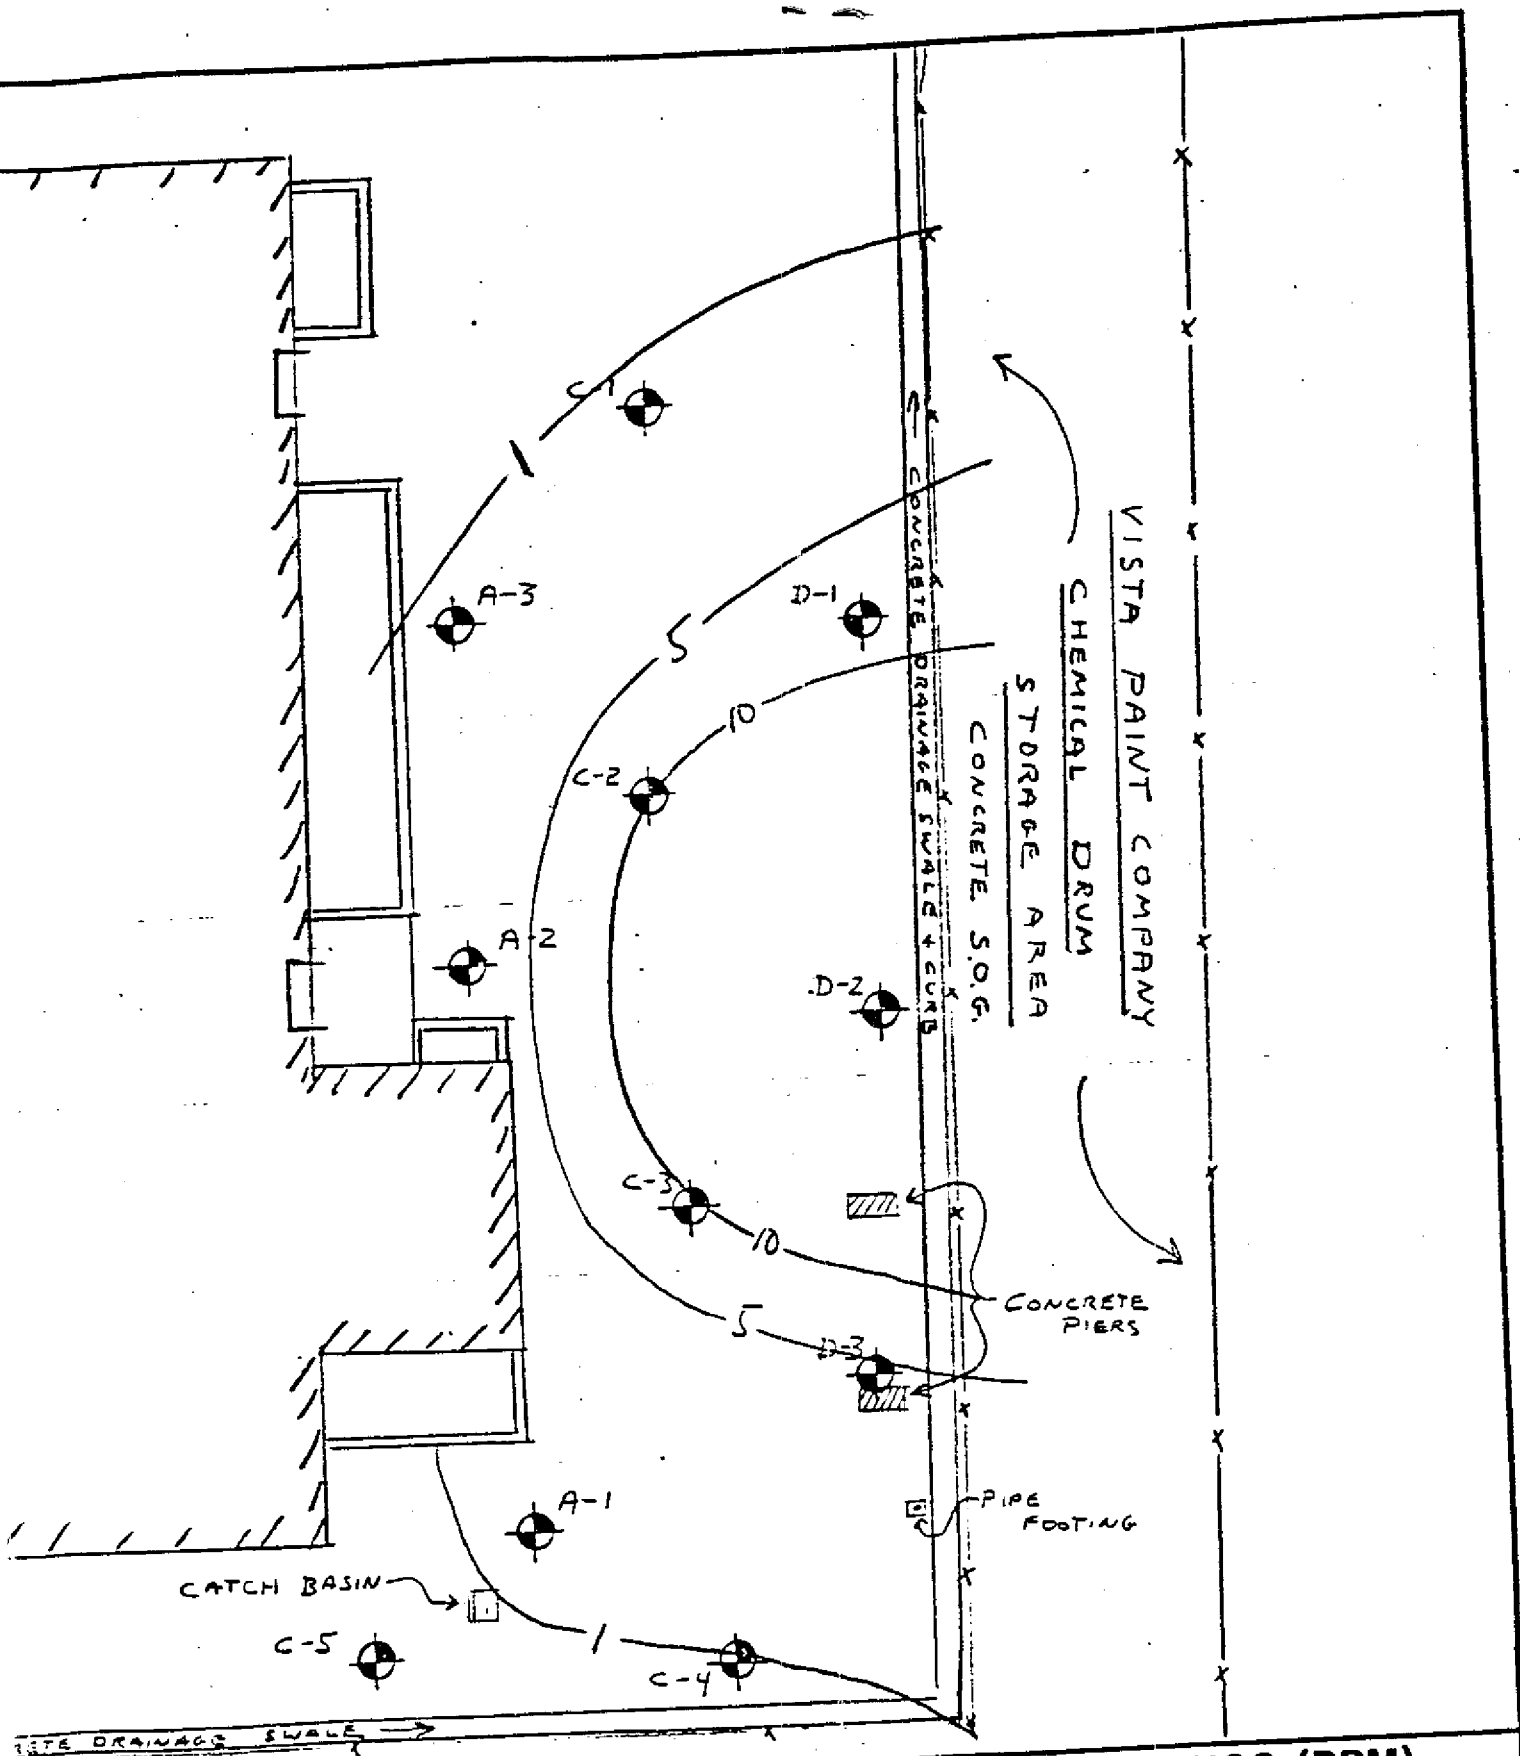 C-1
1
A-3
D-1
5
10
C-2
A-2
D-2
← CONCRETE DRAINAGE SWALE + CURB
VISTA PAINT COMPANY
CHEMICAL DRUM
STORAGE AREA
CONCRETE S.O.G.
C-3
10
CONCRETE
PIERS
5
D-3
A-1
PIPE
FOOTING
CATCH BASIN
1
C-5
C-4
DRAINAGE SWALE →
(PPM)